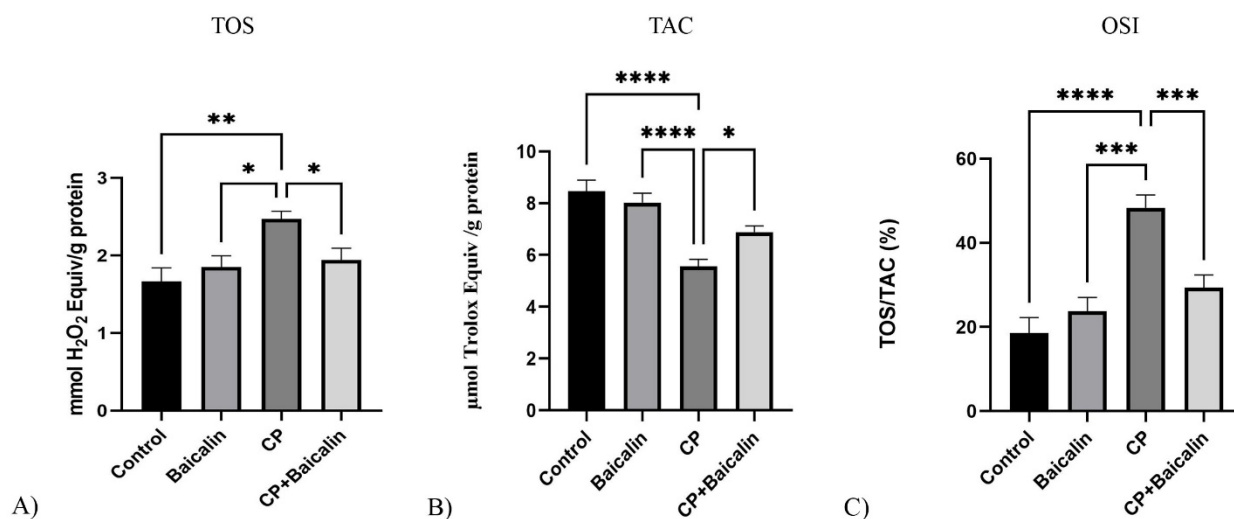 TOS
TAC
OSI
**
*
*
mmol H₂O₂ Equiv/g protein
3
2
1
0
Control
Baicalin
CP
CP+Baicalin
A)
****
****
*
µmol Trolox Equiv /g protein
10
8
6
4
2
0
Control
Baicalin
CP
CP+Baicalin
B)
****
***
***
TOS/TAC (%)
60
40
20
0
Control
Baicalin
CP
CP+Baicalin
C)